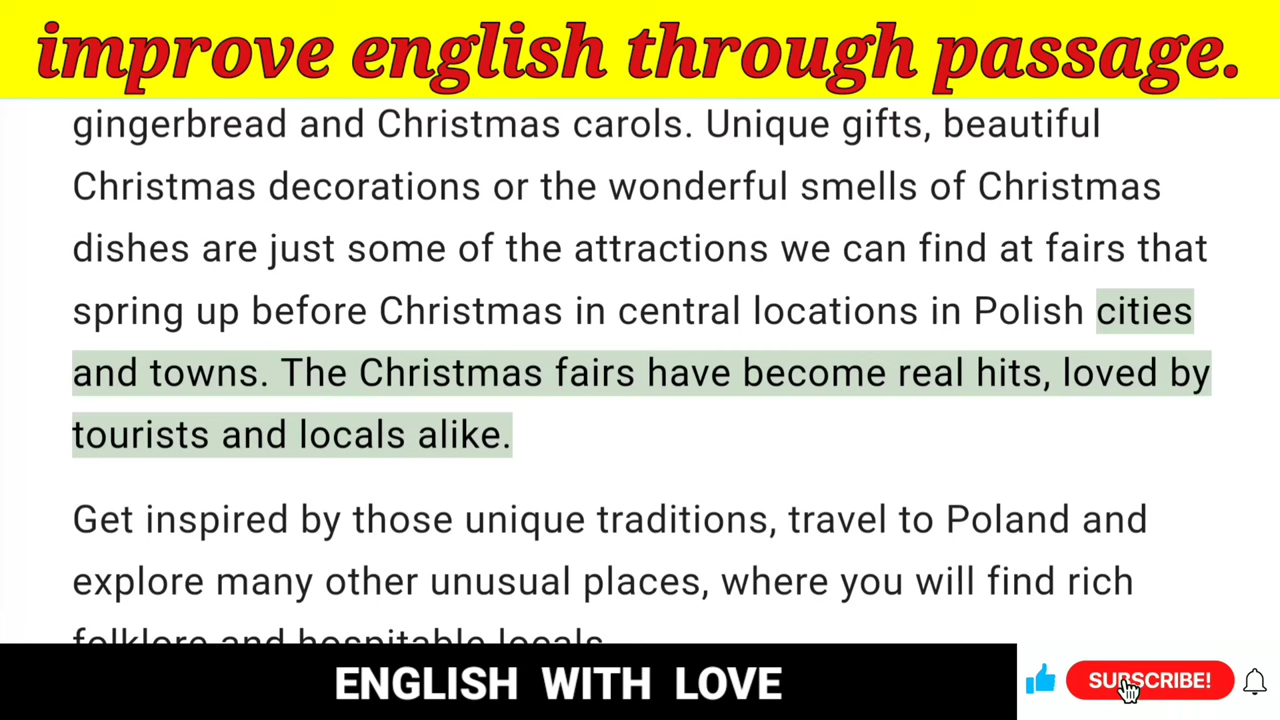 improve english through passage.
gingerbread and Christmas carols. Unique gifts, beautiful
Christmas decorations or the wonderful smells of Christmas
dishes are just some of the attractions we can find at fairs that
spring up before Christmas in central locations in Polish cities
and towns. The Christmas fairs have become real hits, loved by
tourists and locals alike.
Get inspired by those unique traditions, travel to Poland and
explore many other unusual places, where you will find rich
folklore and hospitable locals.
ENGLISH WITH LOVE
SUBSCRIBE!